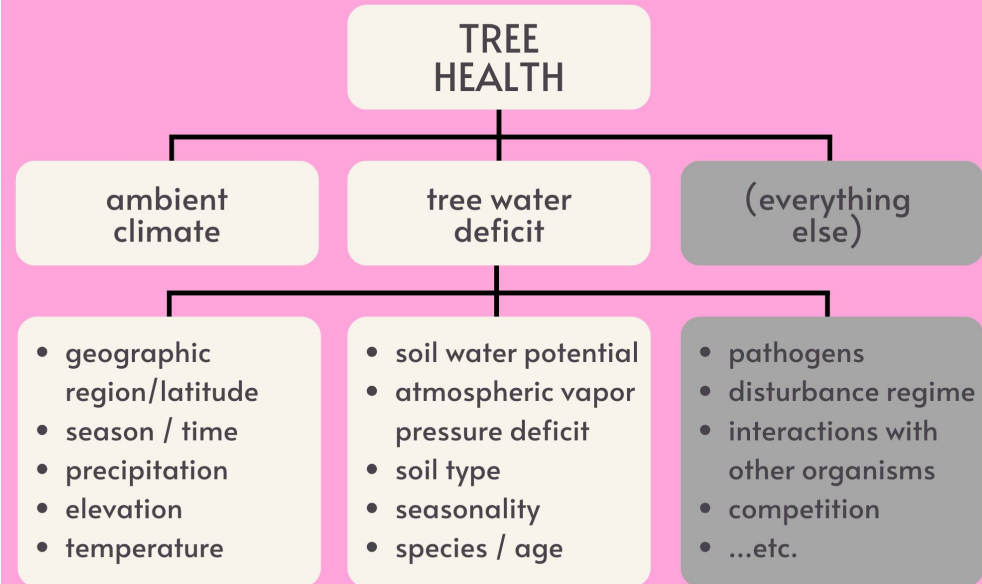 TREE
HEALTH
ambient
climate
tree water
deficit
(everything
else)
• geographic
region/latitude
• season / time
• precipitation
• elevation
• temperature
• soil water potential
• atmospheric vapor
pressure deficit
• soil type
• seasonality
• species / age
• pathogens
• disturbance regime
• interactions with
other organisms
• competition
• ...etc.